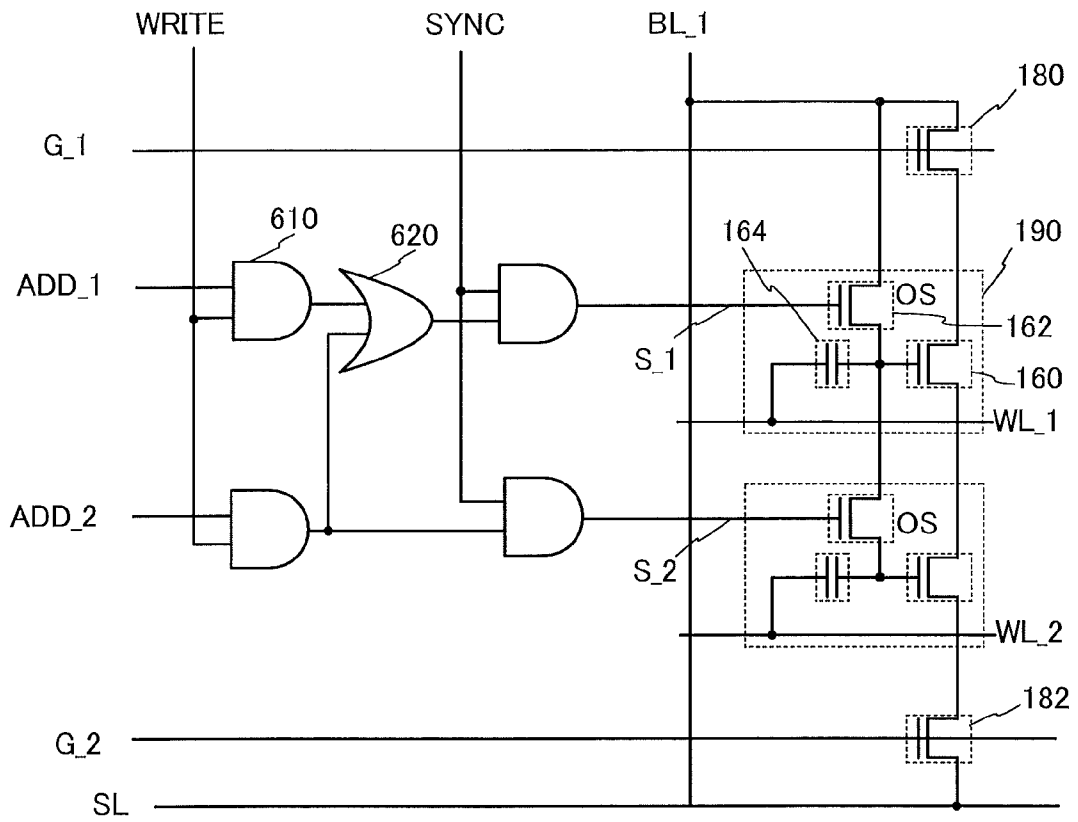 WRITE
SYNC
BL_1
180
G_1
610
620
164
190
ADD_1
OS
162
S_1
160
WL_1
ADD_2
OS
S_2
WL_2
182
G_2
SL